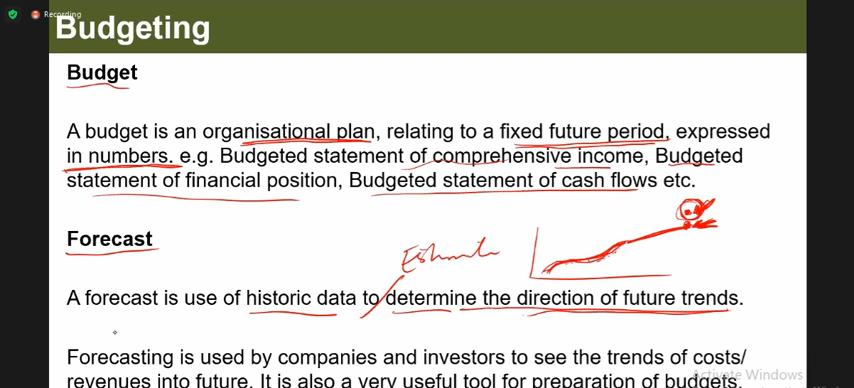 Recording
Budgeting
Budget
A budget is an organisational plan, relating to a fixed future period, expressed
in numbers. e.g. Budgeted statement of comprehensive income, Budgeted
statement of financial position, Budgeted statement of cash flows etc.
Forecast
Estimate
A forecast is use of historic data to determine the direction of future trends.
Forecasting is used by companies and investors to see the trends of costs/
revenues into future. It is also a very useful tool for preparation of budgets.
Activate Windows